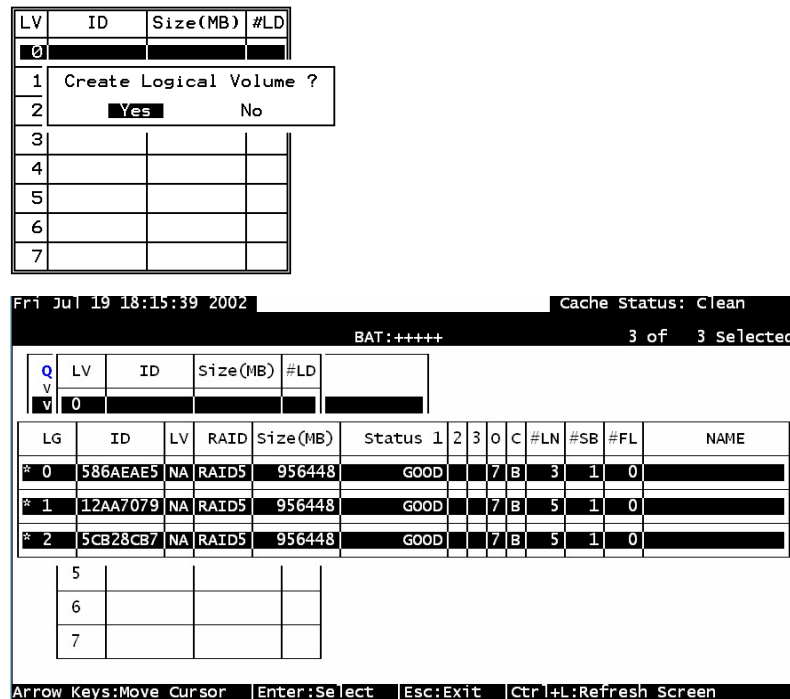 LV ID Size(MB) #LD
0
1 Create Logical Volume ?
2 Yes No
3
4
5
6
7
Fri Jul 19 18:15:39 2002 Cache Status: Clean
BAT:+++++ 3 of 3 Selected
Q LV ID Size(MB) #LD
v
v 0
LG ID LV RAID Size(MB) Status 1 2 3 O C #LN #SB #FL NAME
* 0 586AEAE5 NA RAID5 956448 GOOD 7 B 3 1 0
* 1 12AA7079 NA RAID5 956448 GOOD 7 B 5 1 0
* 2 5CB28CB7 NA RAID5 956448 GOOD 7 B 5 1 0
5
6
7
Arrow Keys:Move Cursor |Enter:Select |Esc:Exit |Ctrl+L:Refresh Screen